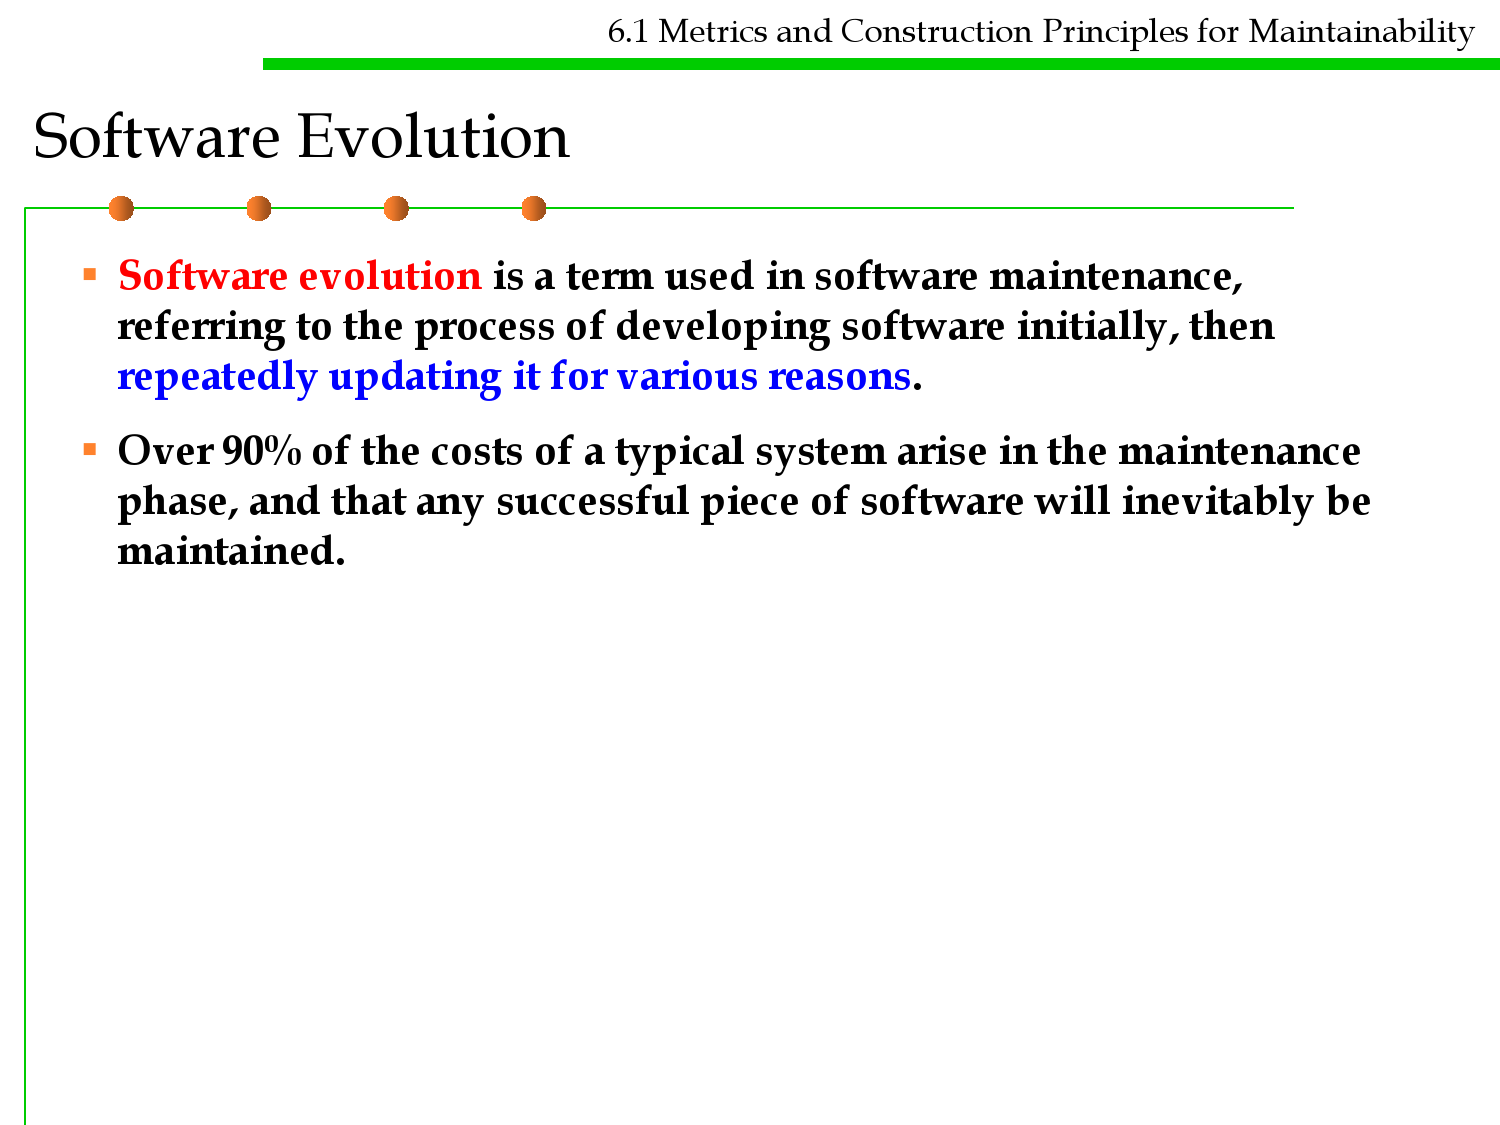 6.1 Metrics and Construction Principles for Maintainability
Software Evolution
Software evolution is a term used in software maintenance,
referring to the process of developing software initially, then
repeatedly updating it for various reasons.
Over 90% of the costs of a typical system arise in the maintenance
phase, and that any successful piece of software will inevitably be
maintained.